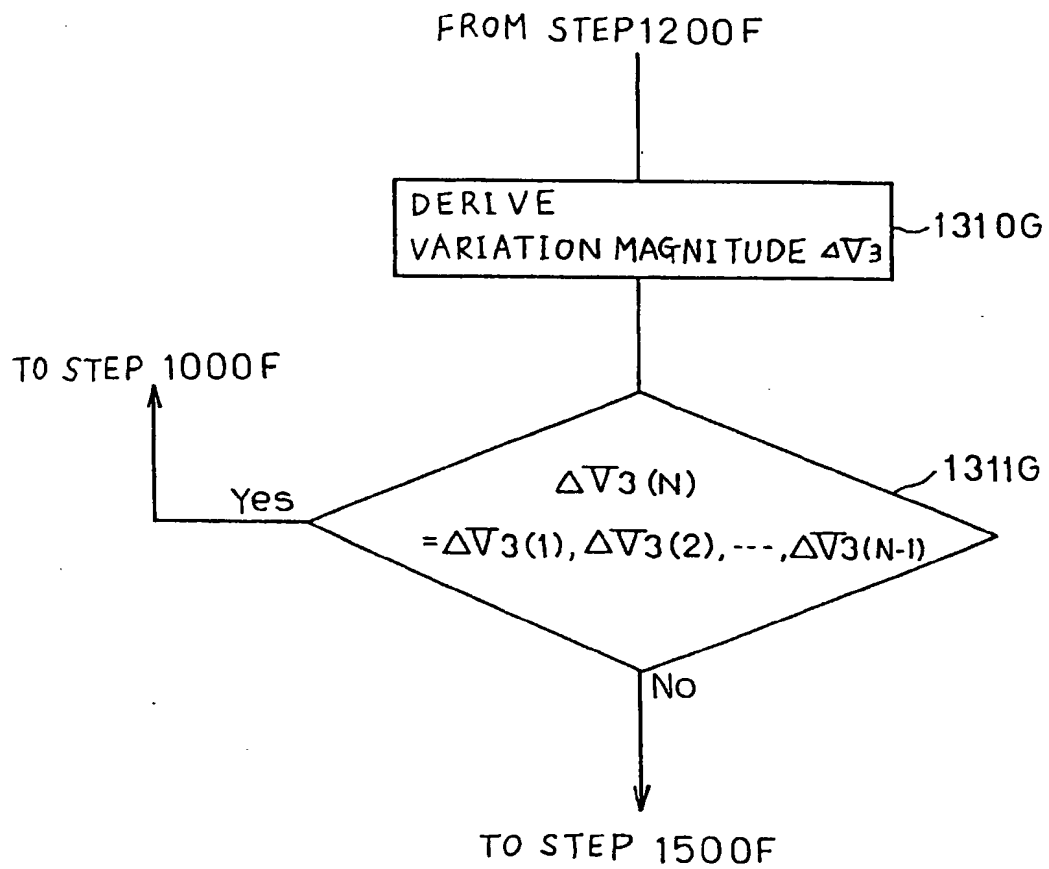 FROM STEP1200F
DERIVE
VARIATION MAGNITUDE ΔV3
1310G
TO STEP 1000F
1311G
ΔV3(N)
Yes
=ΔV3(1), ΔV3(2), ---, ΔV3(N-1)
No
TO STEP 1500F